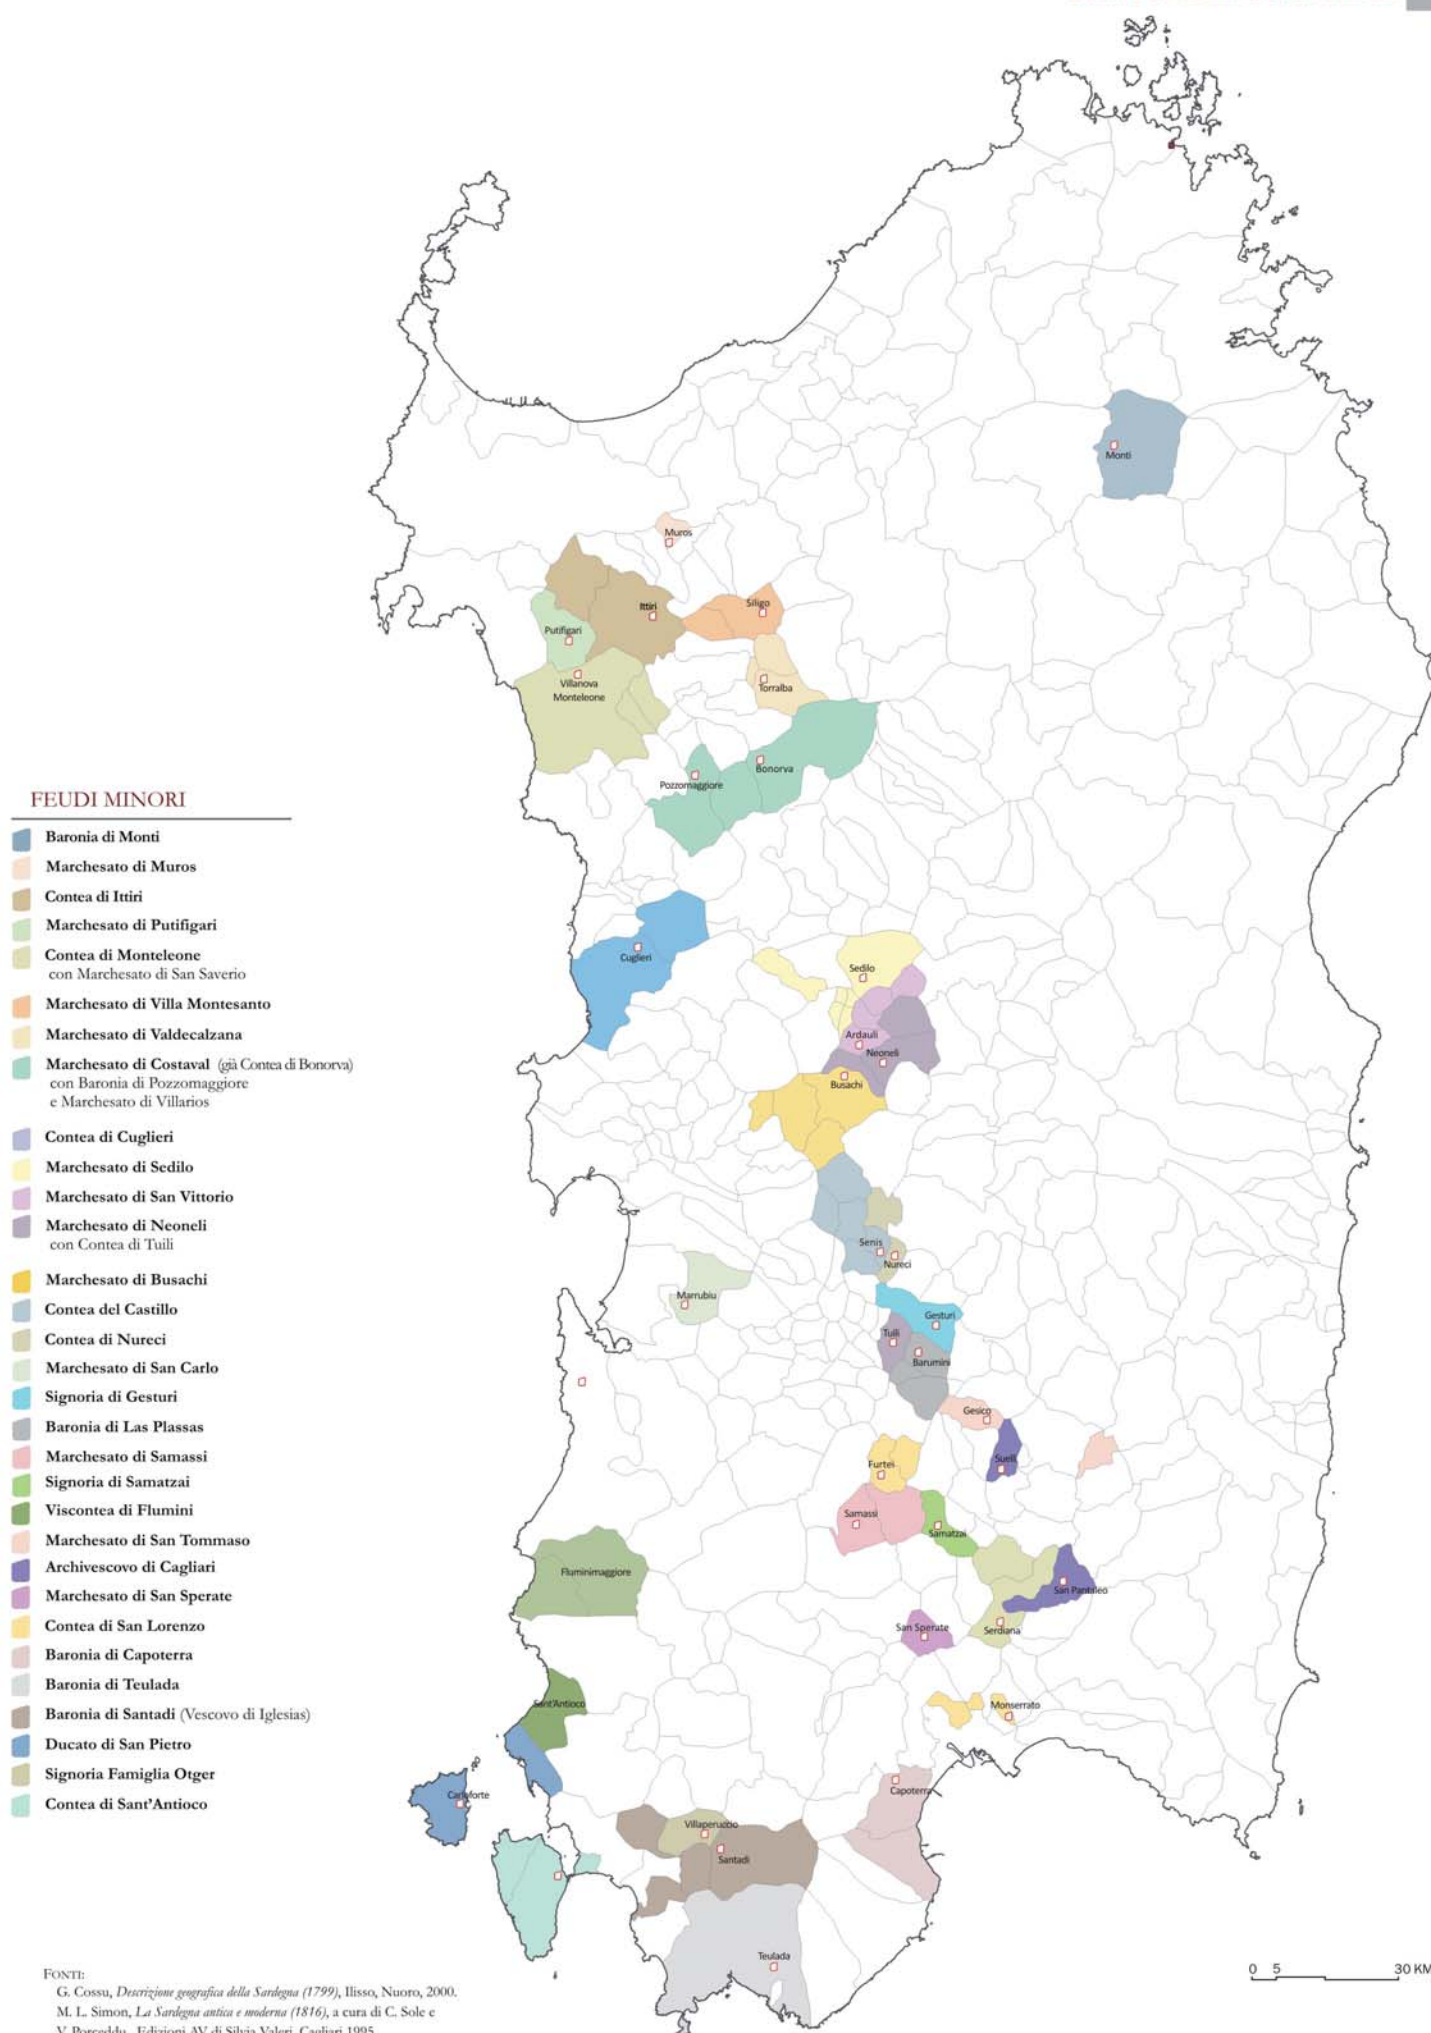 Monti
Muros
Ittiri
Siligo
Putifigari
Villanova
Monteleone
Torralba
Bonorva
Pozzomaggiore
FEUDI MINORI
Baronia di Monti
Marchesato di Muros
Contea di Ittiri
Marchesato di Putifigari
Contea di Monteleone
con Marchesato di San Saverio
Marchesato di Villa Montesanto
Marchesato di Valdecalzana
Marchesato di Costaval (già Contea di Bonorva)
con Baronia di Pozzomaggiore
e Marchesato di Villarios
Contea di Cuglieri
Marchesato di Sedilo
Marchesato di San Vittorio
Marchesato di Neoneli
con Contea di Tuili
Marchesato di Busachi
Contea del Castillo
Contea di Nureci
Marchesato di San Carlo
Signoria di Gesturi
Baronia di Las Plassas
Marchesato di Samassi
Signoria di Samatzai
Viscontea di Flumini
Marchesato di San Tommaso
Archivescovo di Cagliari
Marchesato di San Sperate
Contea di San Lorenzo
Baronia di Capoterra
Baronia di Teulada
Baronia di Santadi (Vescovo di Iglesias)
Ducato di San Pietro
Signoria Famiglia Otger
Contea di Sant'Antioco
Cuglieri
Sedilo
Ardauli
Neoneli
Busachi
Senis
Nureci
Marrubiu
Gesturi
Tuili
Barumini
Gesico
Furtei
Suelli
Samassi
Samatzai
Fluminimaggiore
San Pantaleo
San Sperate
Serdiana
Sant'Antioco
Monserrato
Capoterra
Carloforte
Villaperuccio
Santadi
Teulada
0 5 30 KM
FONTI:
G. Cossu, Descrizione geografica della Sardegna (1799), Ilisso, Nuoro, 2000.
M. L. Simon, La Sardegna antica e moderna (1816), a cura di C. Sole e
V. Porceddu, Edizioni AV di Silvia Valeri, Cagliari 1995